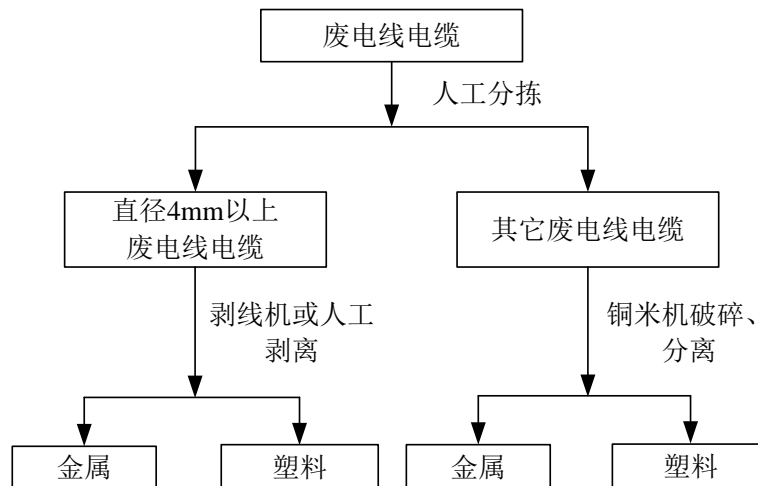 废电线电缆
人工分拣
直径4mm以上
废电线电缆
其它废电线电缆
剥线机或人工
剥离
铜米机破碎、
分离
金属
塑料
金属
塑料